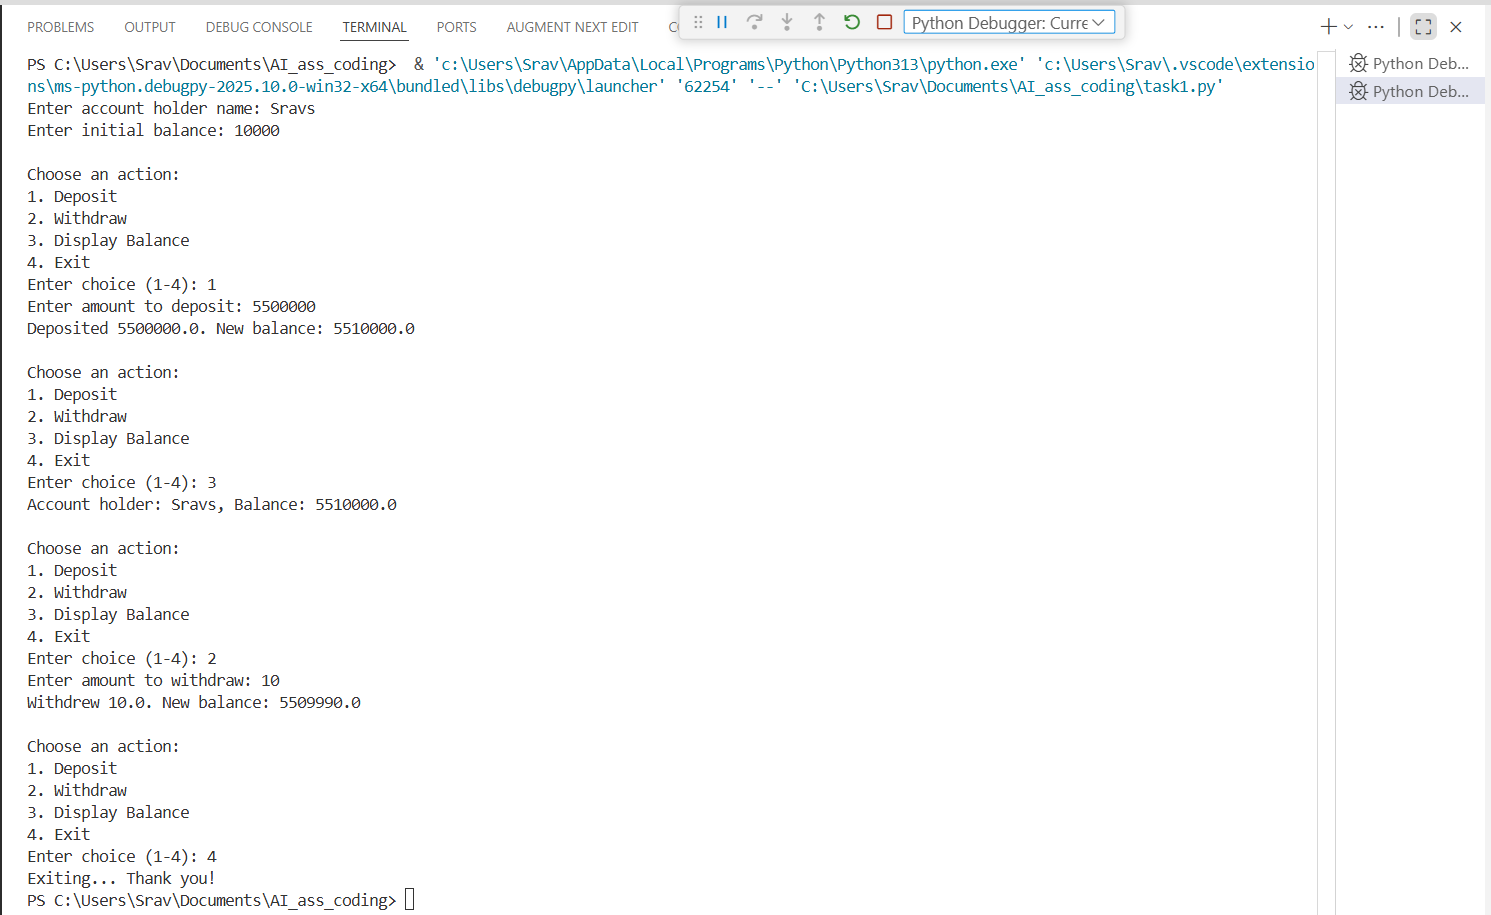 PROBLEMS OUTPUT DEBUG CONSOLE TERMINAL PORTS AUGMENT NEXT EDIT Python Debugger: Curre
PS C:\Users\Srav\Documents\AI_ass_coding> & 'c:\Users\Srav\AppData\Local\Programs\Python\Python313\python.exe' 'c:\Users\Srav\.vscode\extensio
ns\ms-python.debugpy-2025.10.0-win32-x64\bundled\libs\debugpy\launcher' '62254' '--' 'C:\Users\Srav\Documents\AI_ass_coding\task1.py'
Enter account holder name: Sravs
Enter initial balance: 10000
Choose an action:
1. Deposit
2. Withdraw
3. Display Balance
4. Exit
Enter choice (1-4): 1
Enter amount to deposit: 5500000
Deposited 5500000.0. New balance: 5510000.0
Choose an action:
1. Deposit
2. Withdraw
3. Display Balance
4. Exit
Enter choice (1-4): 3
Account holder: Sravs, Balance: 5510000.0
Choose an action:
1. Deposit
2. Withdraw
3. Display Balance
4. Exit
Enter choice (1-4): 2
Enter amount to withdraw: 10
Withdrew 10.0. New balance: 5509990.0
Choose an action:
1. Deposit
2. Withdraw
3. Display Balance
4. Exit
Enter choice (1-4): 4
Exiting... Thank you!
PS C:\Users\Srav\Documents\AI_ass_coding>
Python Deb...
Python Deb...